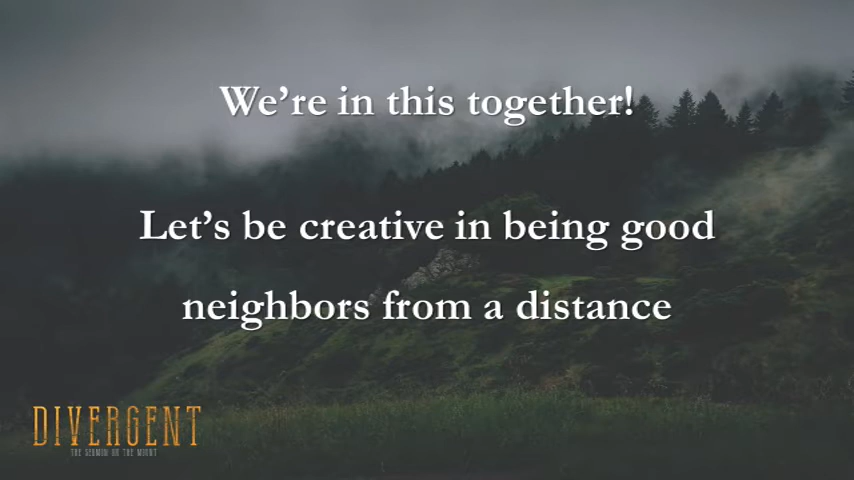 We're in this together!
Let's be creative in being good
neighbors from a distance
DIVERGENT
THE SERMON ON THE MOUNT